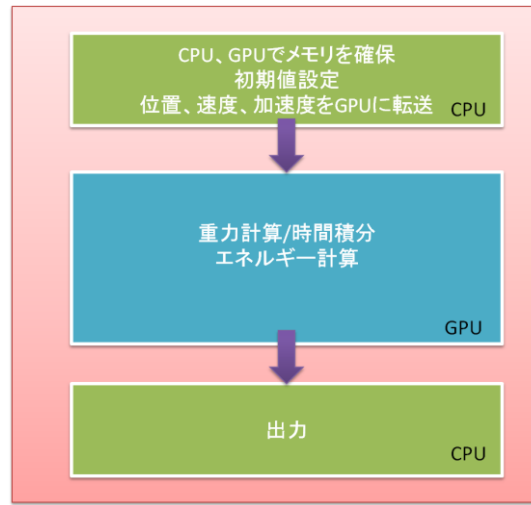 CPU、GPUでメモリを確保
初期値設定
位置、速度、加速度をGPUに転送
CPU
重力計算/時間積分
エネルギー計算
GPU
出力
CPU